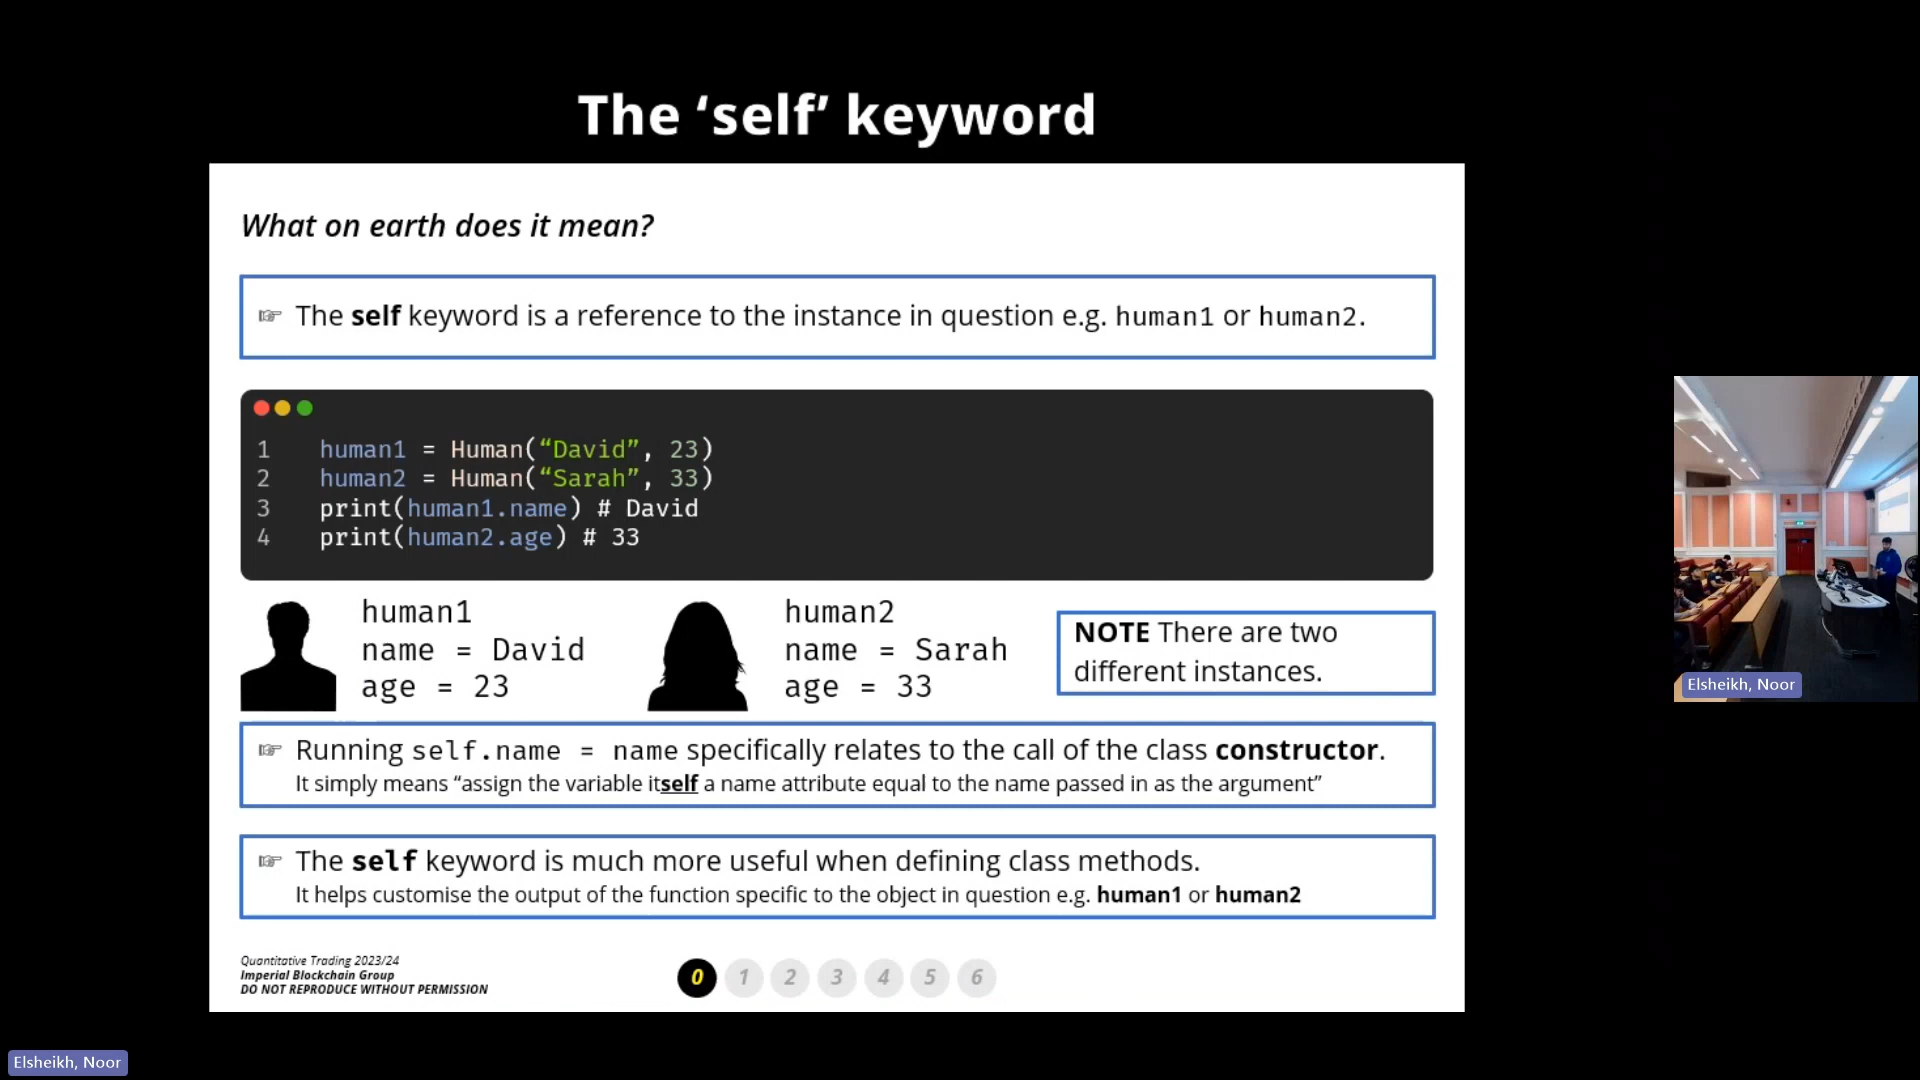 The ‘self’ keyword
What on earth does it mean?
☞ The self keyword is a reference to the instance in question e.g. human1 or human2.
1 human1 = Human(“David”, 23)
2 human2 = Human(“Sarah”, 33)
3 print(human1.name) # David
4 print(human2.age) # 33
human1
name = David
age = 23
human2
name = Sarah
age = 33
NOTE There are two
different instances.
☞ Running self.name = name specifically relates to the call of the class constructor.
It simply means “assign the variable itself a name attribute equal to the name passed in as the argument”
☞ The self keyword is much more useful when defining class methods.
It helps customise the output of the function specific to the object in question e.g. human1 or human2
Quantitative Trading 2023/24
Imperial Blockchain Group
DO NOT REPRODUCE WITHOUT PERMISSION
0 1 2 3 4 5 6
Elsheikh, Noor
Elsheikh, Noor